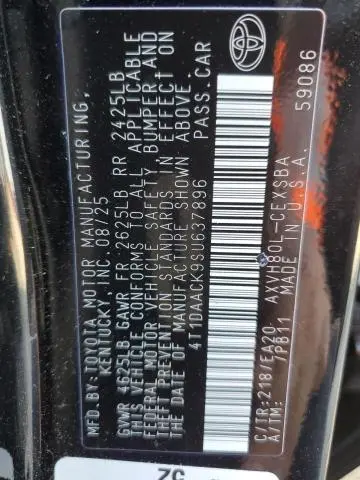 MFD. BY: TOYOTA MOTOR MANUFACTURING,
KENTUCKY, INC. 08/25
GVWR 4625LB GAWR FR 2625LB RR 2425LB
THIS VEHICLE CONFORMS TO ALL APPLICABLE
FEDERAL MOTOR VEHICLE SAFETY, BUMPER AND
THEFT PREVENTION STANDARDS IN EFFECT ON
THE DATE OF MANUFACTURE SHOWN ABOVE.
4T1DAACK9SU637896 PASS.CAR
C/TR:218/EA20 AXVH80L-CEXSBA
A/TM: /PB11 MADE IN U.S.A.
59086